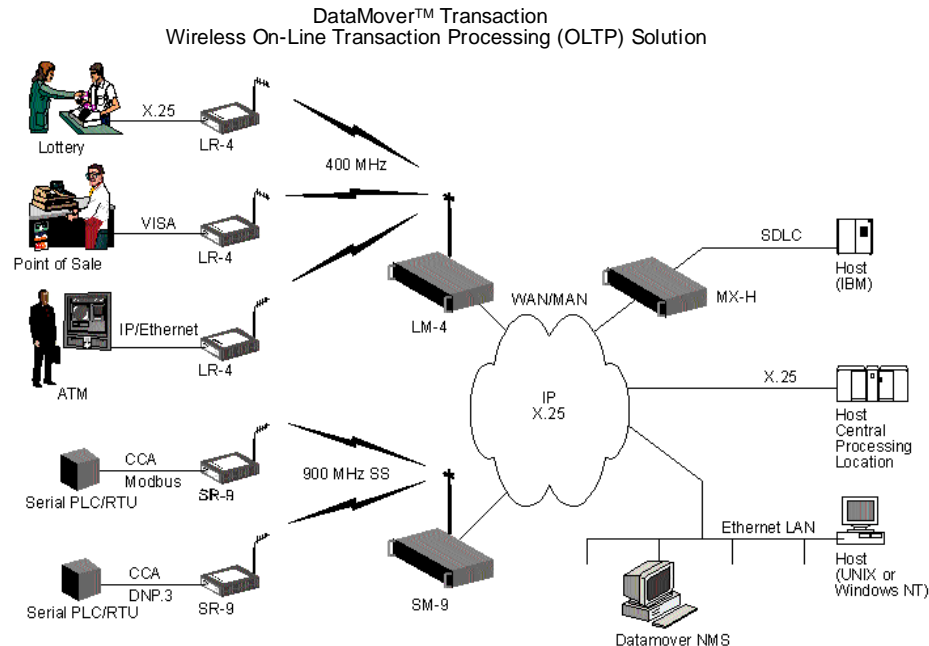 DataMover™ Transaction
Wireless On-Line Transaction Processing (OLTP) Solution
X.25
Lottery
LR-4
400 MHz
VISA
Point of Sale
LR-4
IP/Ethernet
ATM
LR-4
LM-4
WAN/MAN
MX-H
SDLC
Host
(IBM)
IP
X.25
X.25
Host
Central
Processing
Location
CCA
Modbus
Serial PLC/RTU
SR-9
900 MHz SS
CCA
DNP.3
Serial PLC/RTU
SR-9
SM-9
Ethernet LAN
Host
(UNIX or
Windows NT)
Datamover NMS